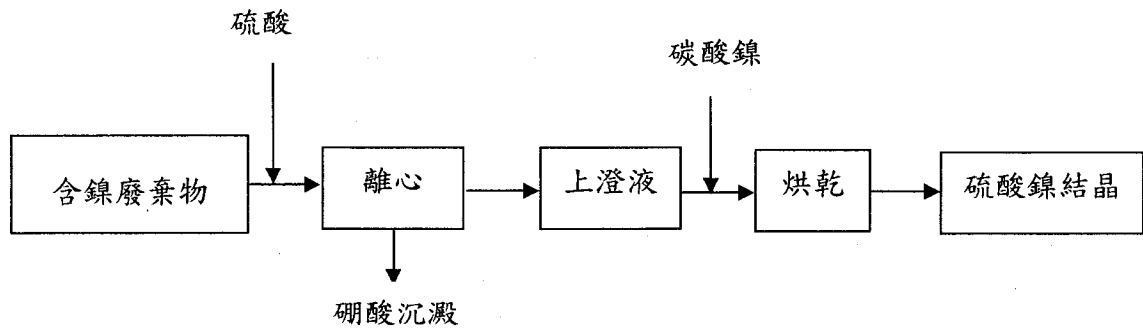 硫酸
碳酸鎳
含鎳廢棄物
離心
上澄液
烘乾
硫酸鎳結晶
硼酸沉澱